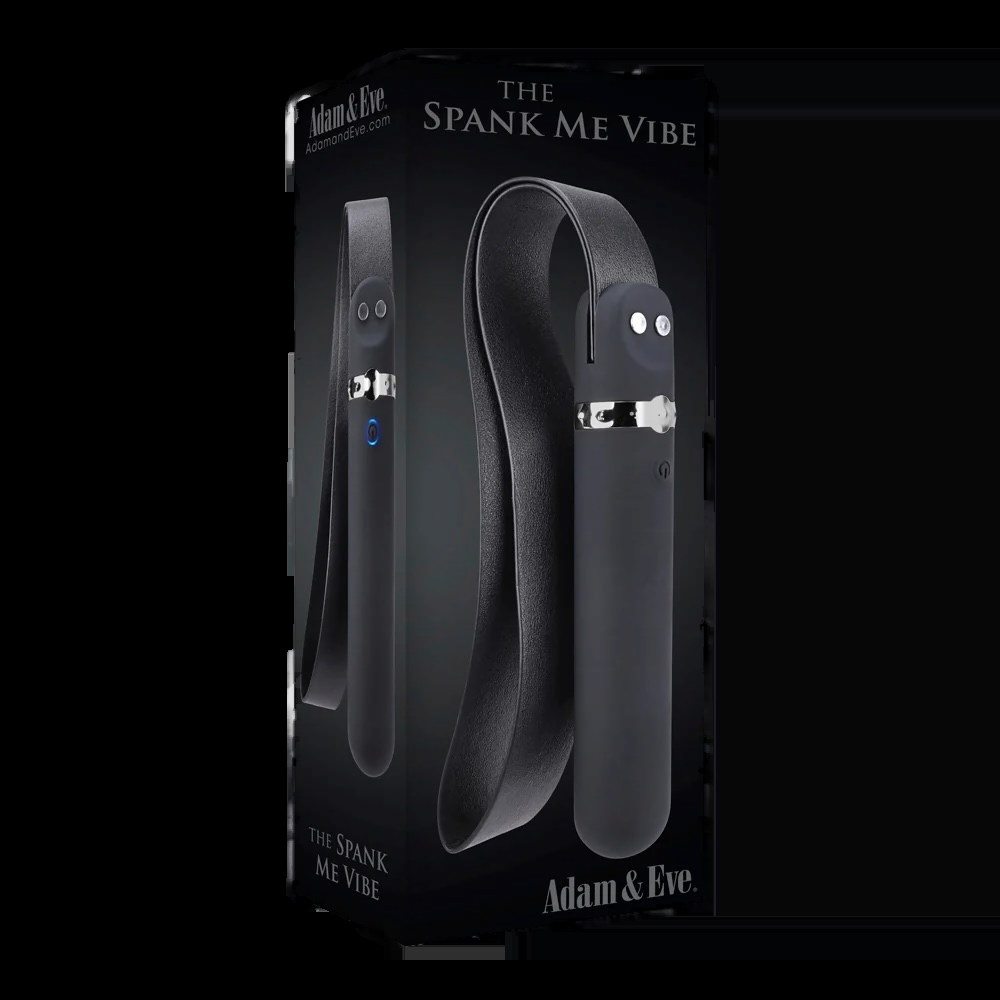 Adam & Eve®
AdamandEve.com
THE
SPANK ME VIBE
THE SPANK
ME VIBE
Adam & Eve®